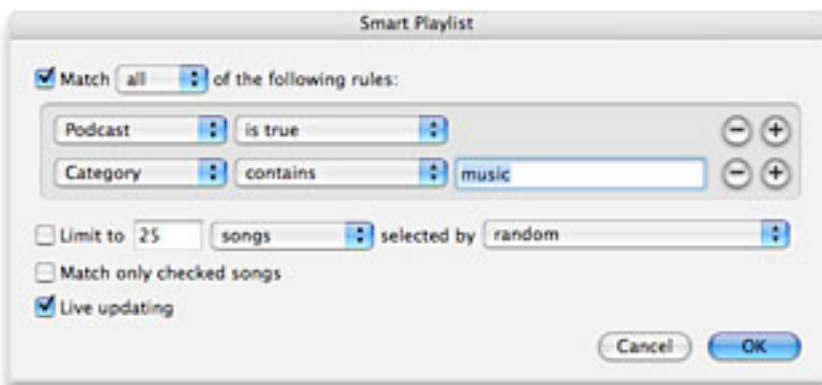 Smart Playlist
Match all of the following rules:
Podcast is true
Category contains music
Limit to 25 songs selected by random
Match only checked songs
Live updating
Cancel OK